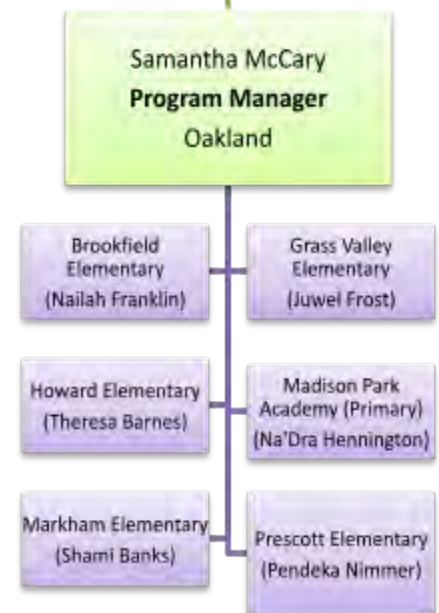 Samantha McCary
Program Manager
Oakland
Brookfield
Elementary
(Nailah Franklin)
Grass Valley
Elementary
(Juwel Frost)
Howard Elementary
(Theresa Barnes)
Madison Park
Academy (Primary)
(Na'Dra Hennington)
Markham Elementary
(Shami Banks)
Prescott Elementary
(Pendeka Nimmer)